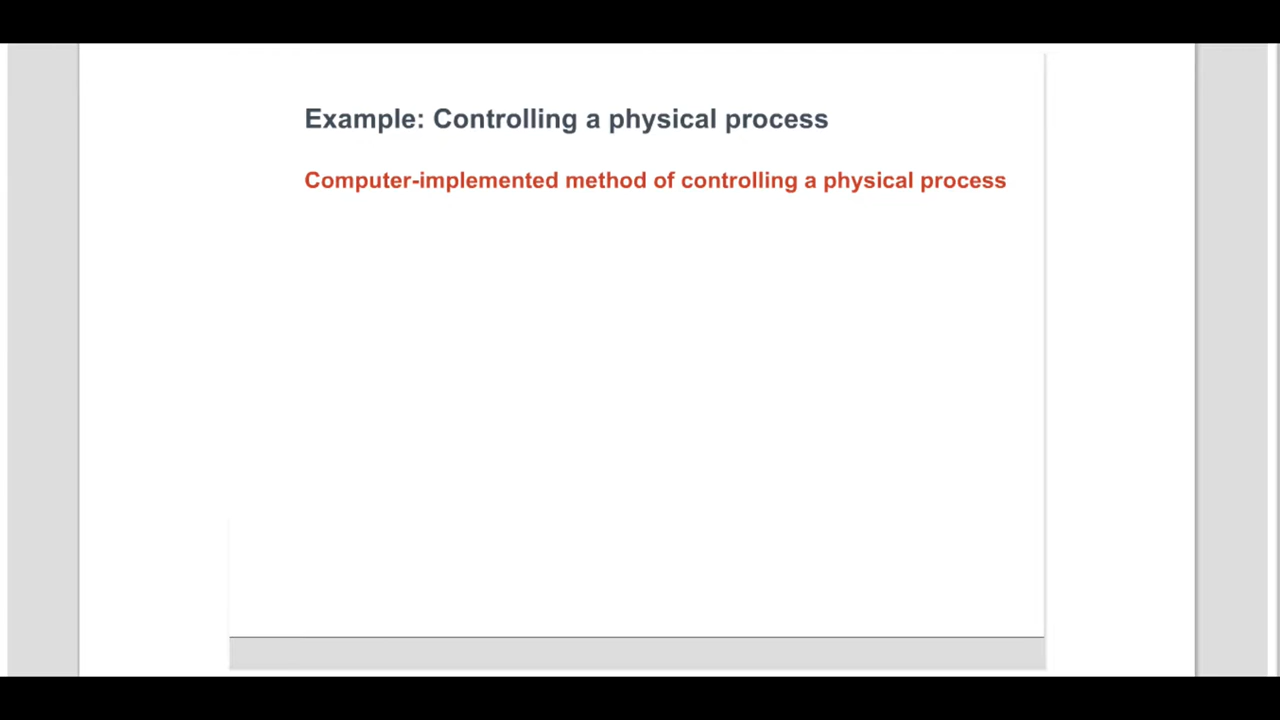 Example: Controlling a physical process
Computer-implemented method of controlling a physical process